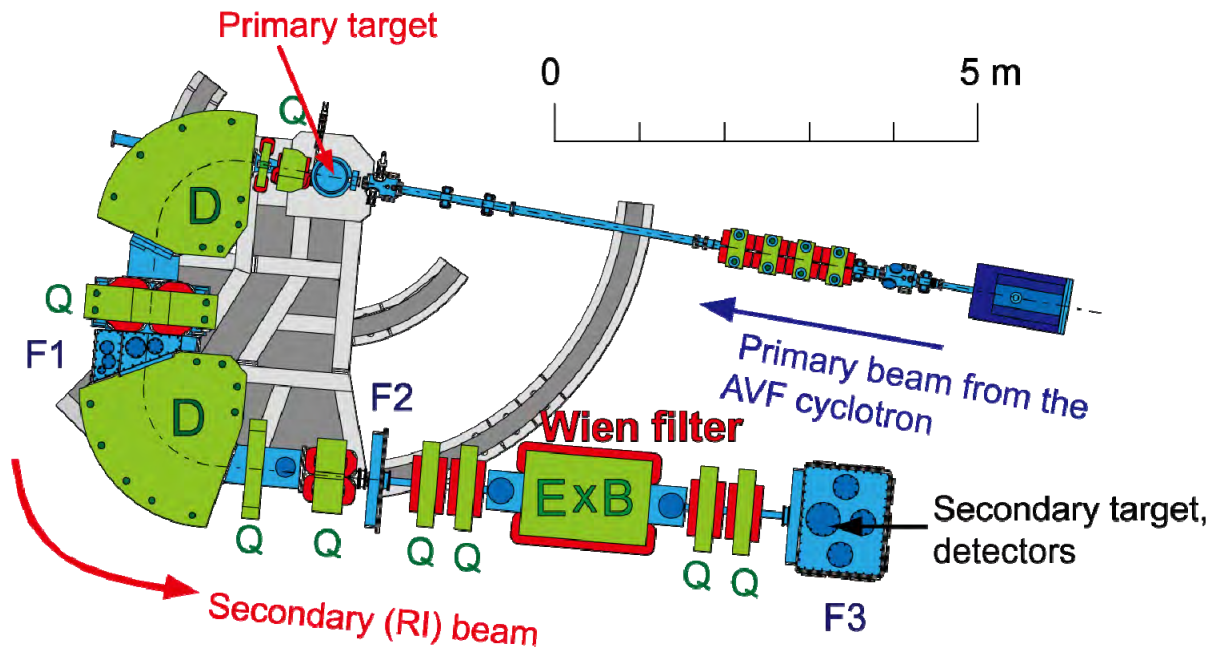 Primary target
0
5 m
Q
D
Q
F1
Primary beam from the
AVF cyclotron
F2
Wien filter
D
ExB
Secondary target,
detectors
Q
Q
Q
Q
Q
Q
F3
Secondary (RI) beam